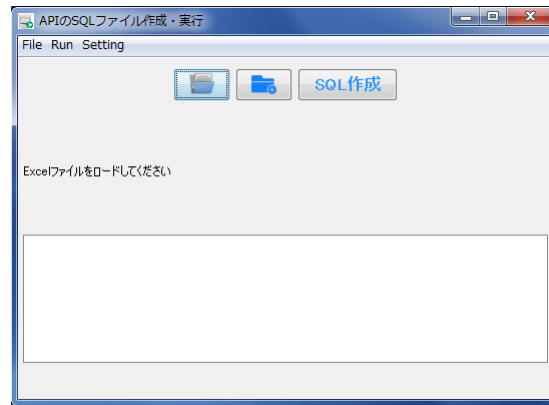 APIのSQLファイル作成・実行
File Run Setting
SQL作成
Excelファイルをロードしてください